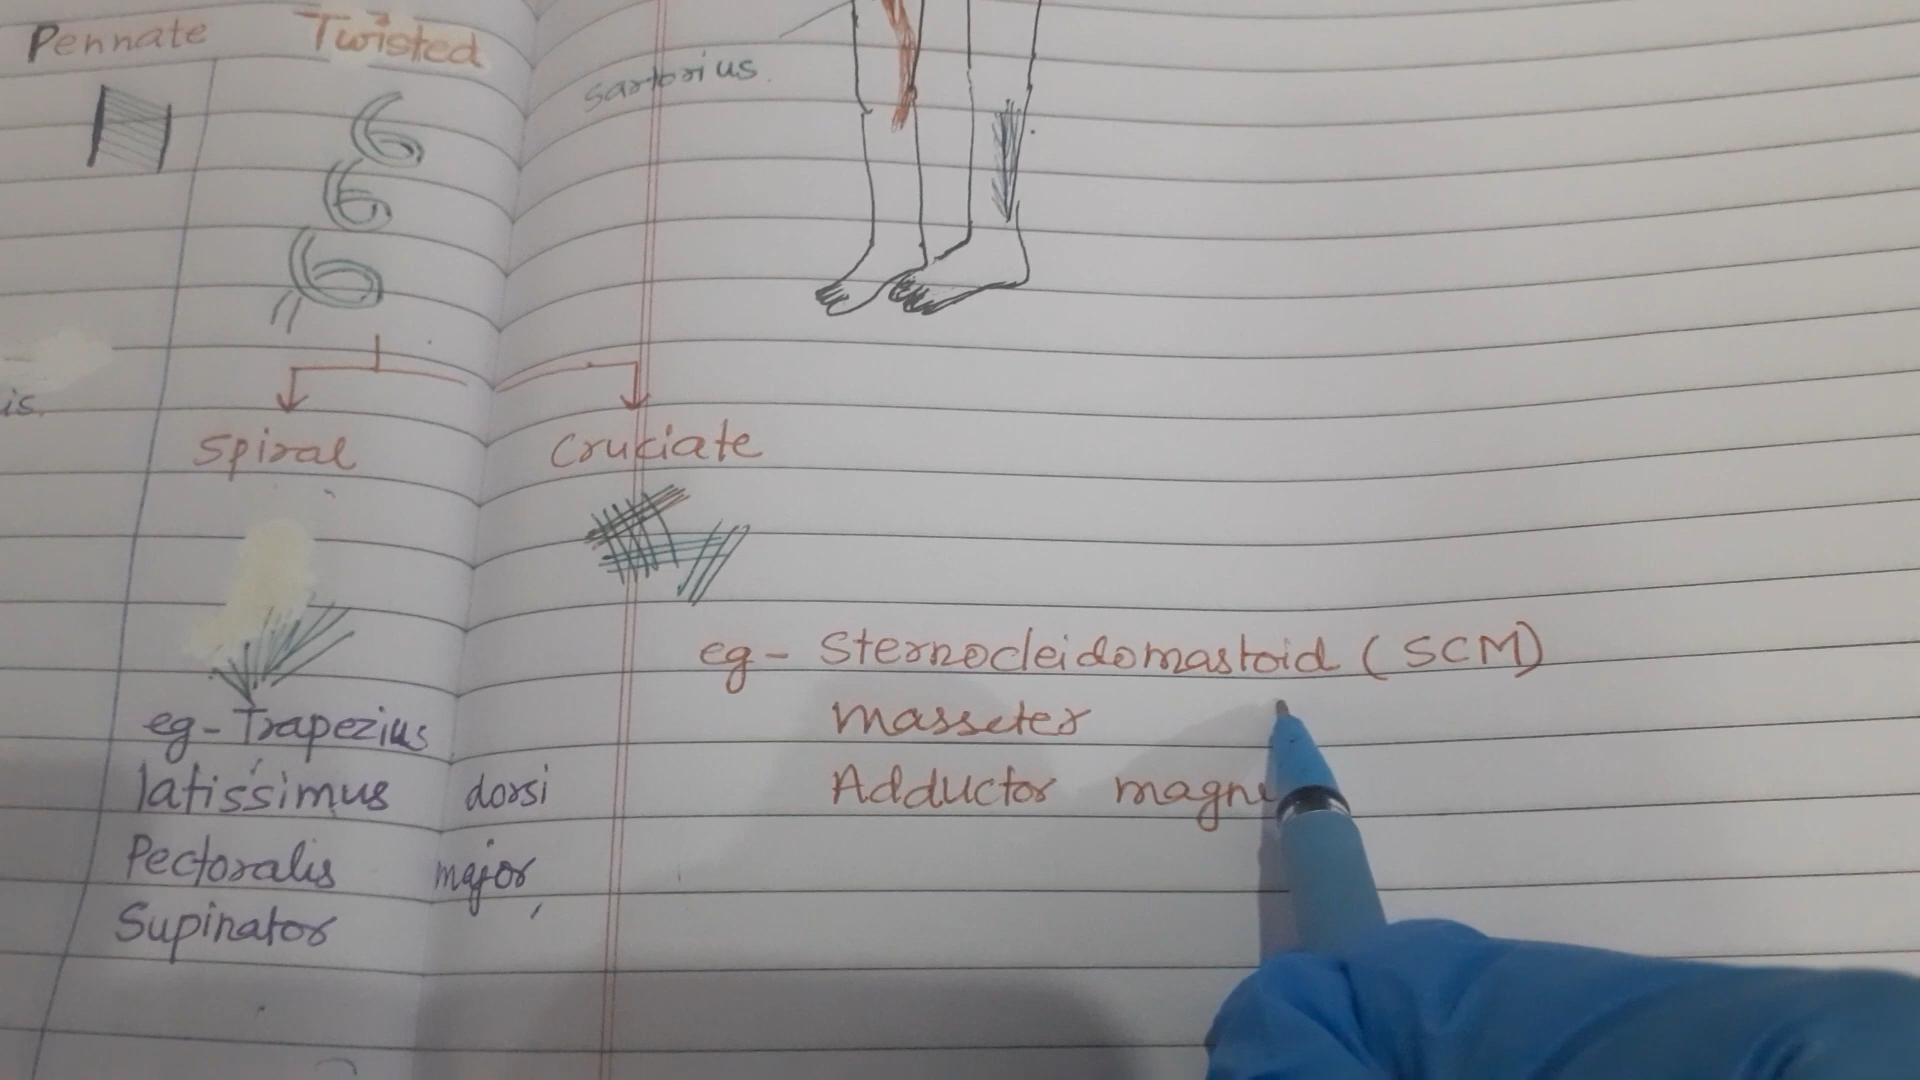 Pennate Twisted
Sartorius.
is.
Spiral Cruciate
eg - Sternocleidomastoid (SCM)
Masseter
Adductor magn
eg - Trapezius
latissimus dorsi
Pectoralis major,
Supinator